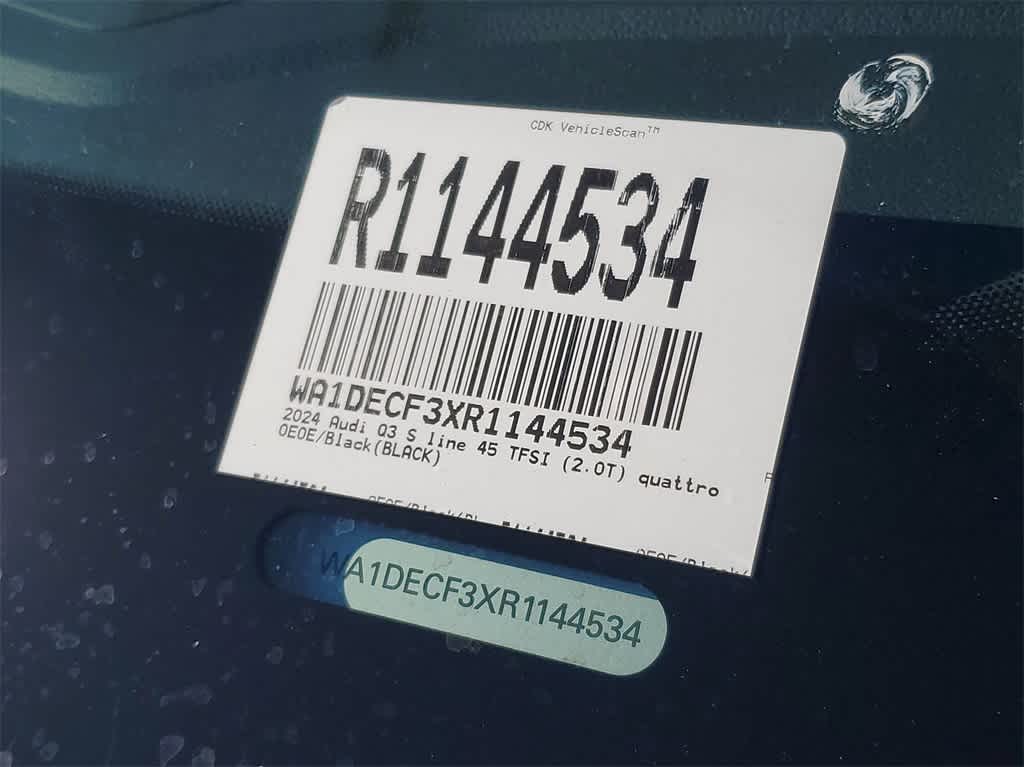 CDK VehicleScan™
R1144534
WA1DECF3XR1144534
2024 Audi Q3 S line 45 TFSI (2.0T) quattro
0E0E/Black(BLACK)
WA1DECF3XR1144534